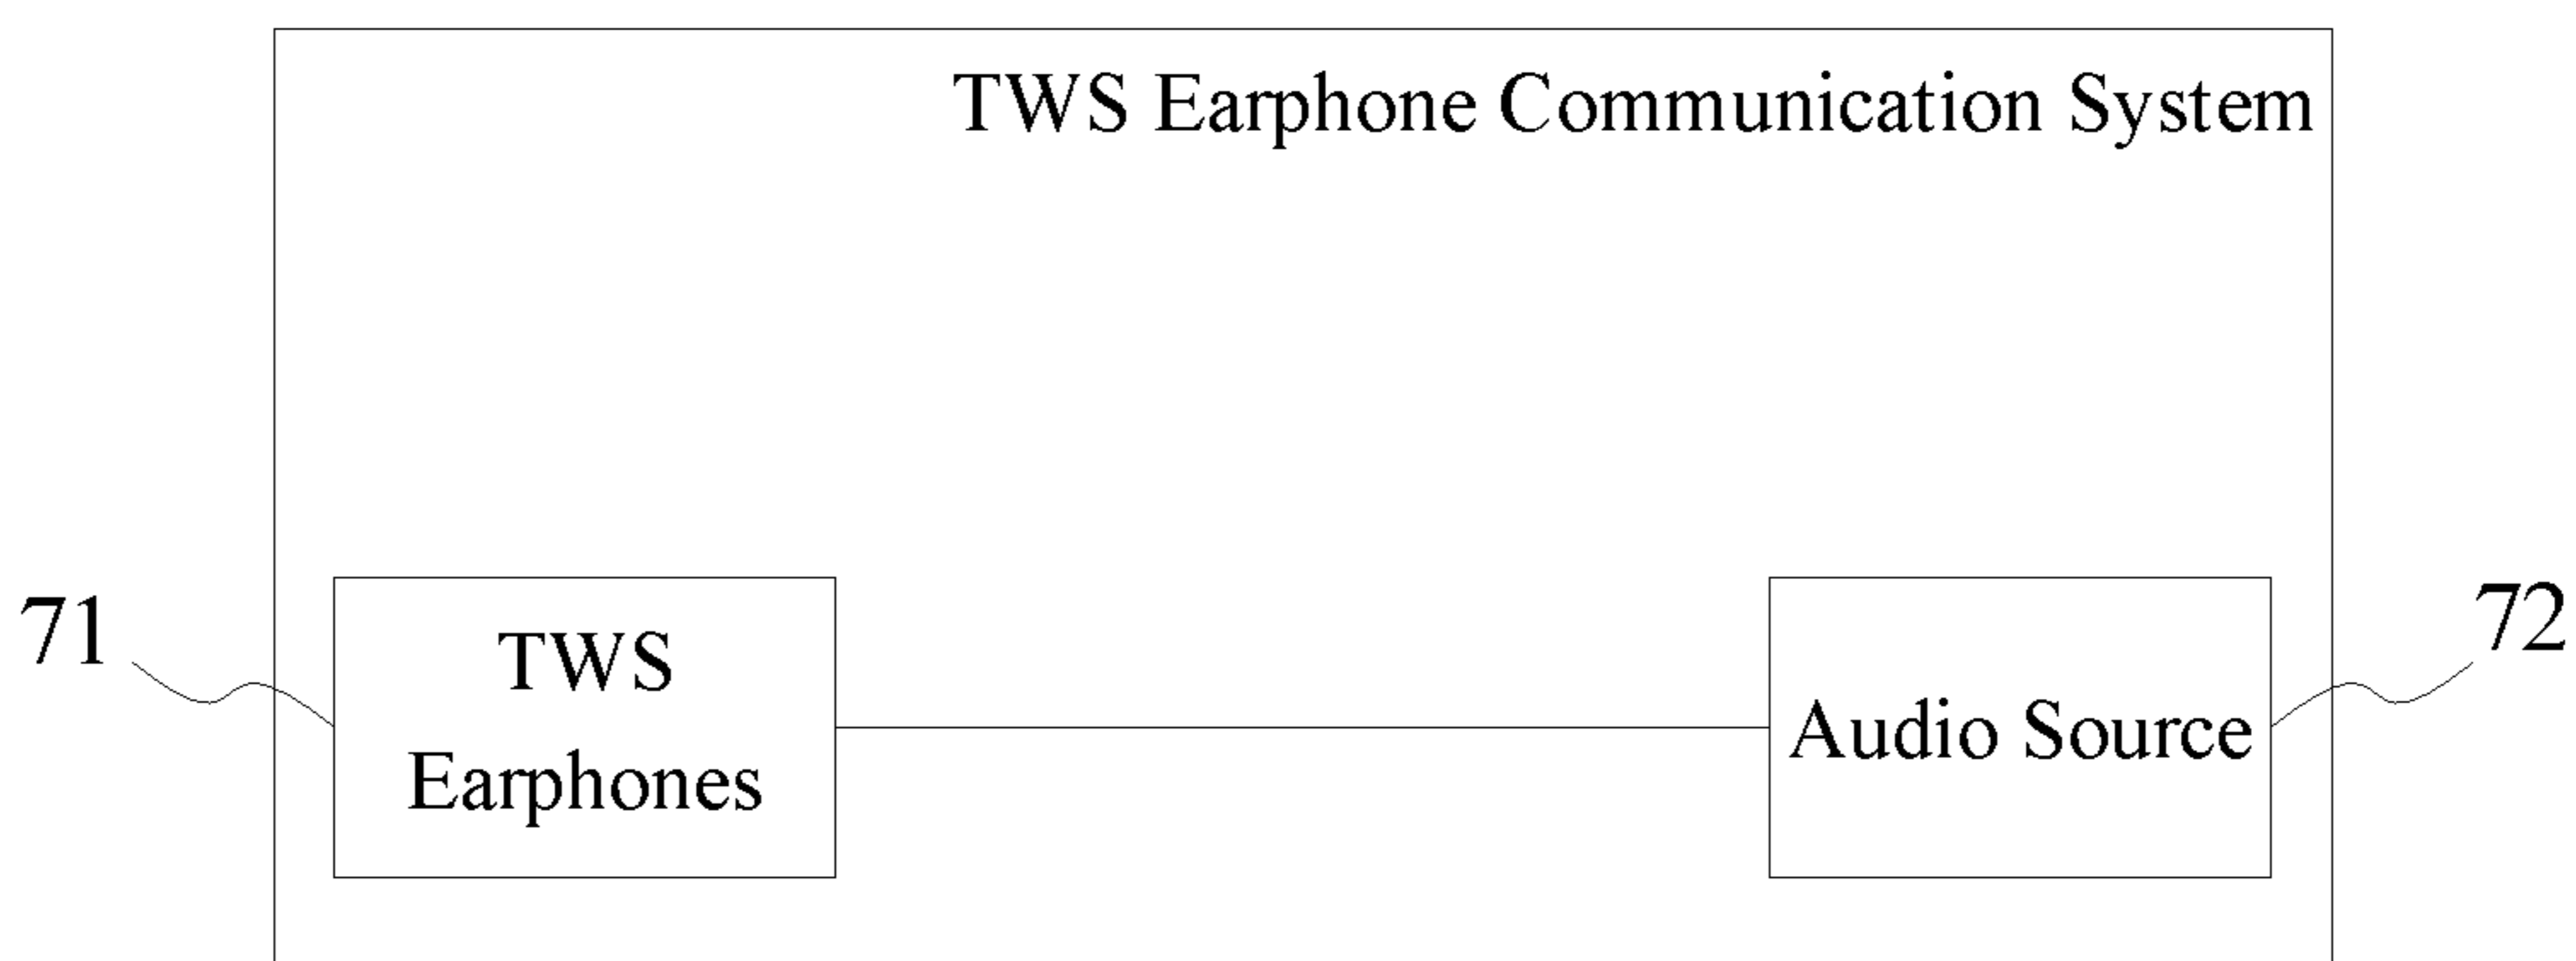 TWS Earphone Communication System
71
TWS
Earphones
Audio Source
72